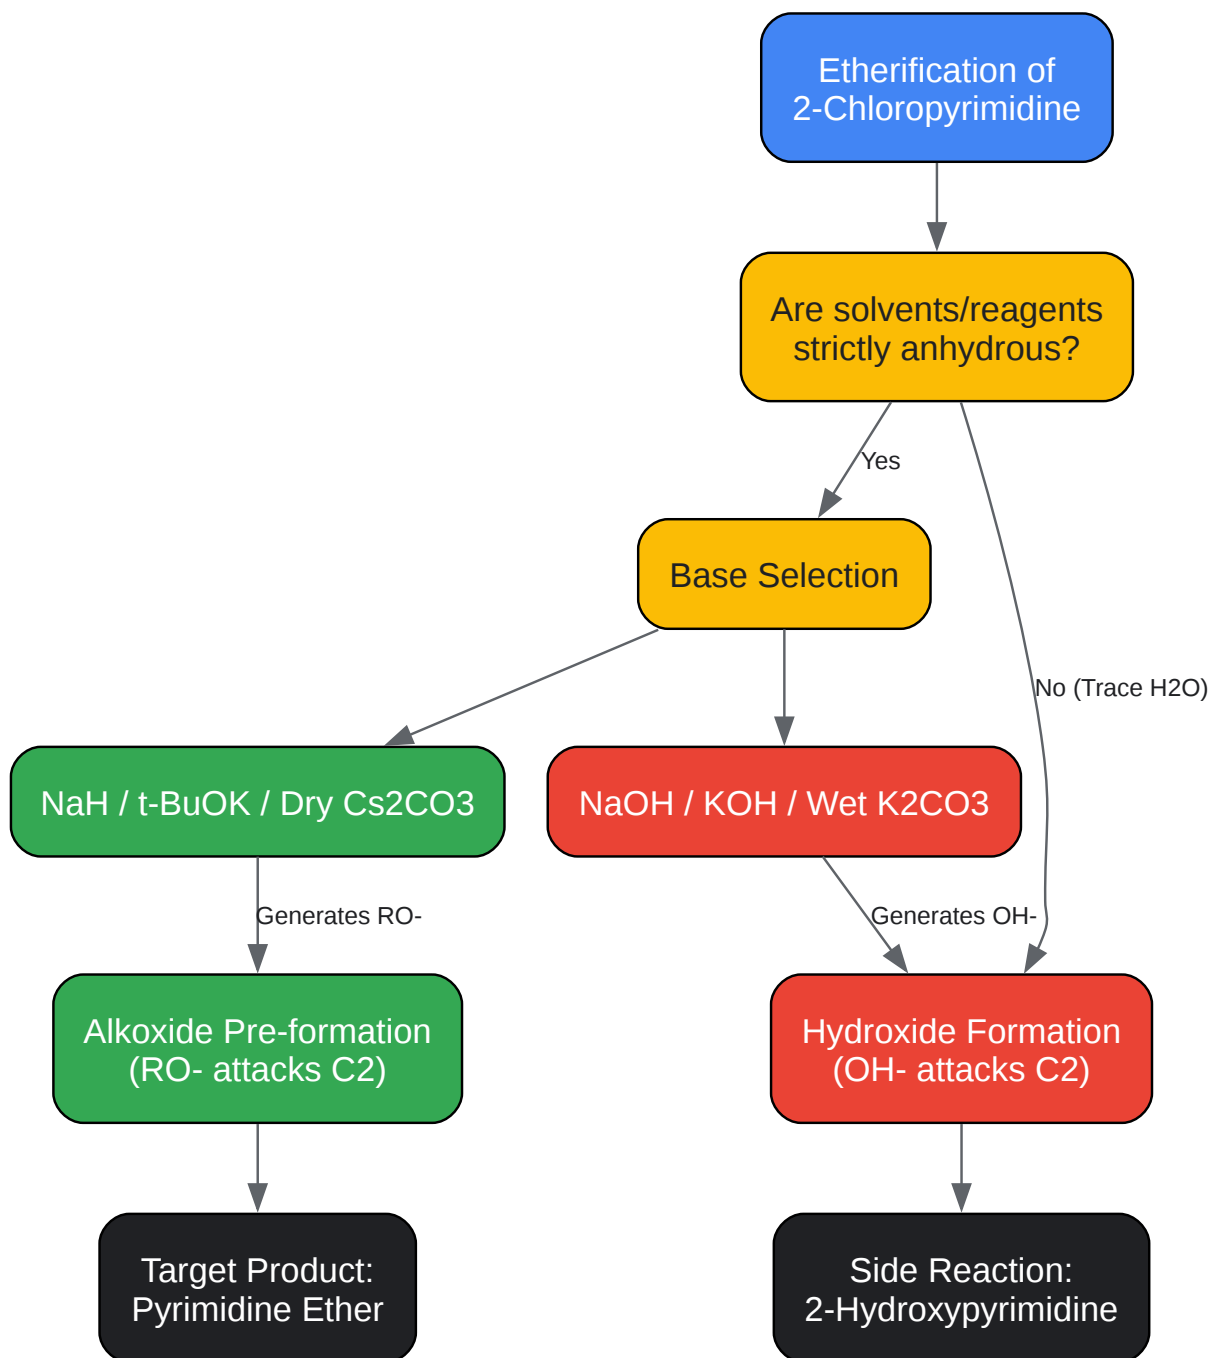 Etherification of
2-Chloropyrimidine
Are solvents/reagents
strictly anhydrous?
Yes
Base Selection
No (Trace H2O)
NaH / t-BuOK / Dry Cs2CO3
NaOH / KOH / Wet K2CO3
Generates RO-
Generates OH-
Alkoxide Pre-formation
(RO- attacks C2)
Hydroxide Formation
(OH- attacks C2)
Target Product:
Pyrimidine Ether
Side Reaction:
2-Hydroxypyrimidine